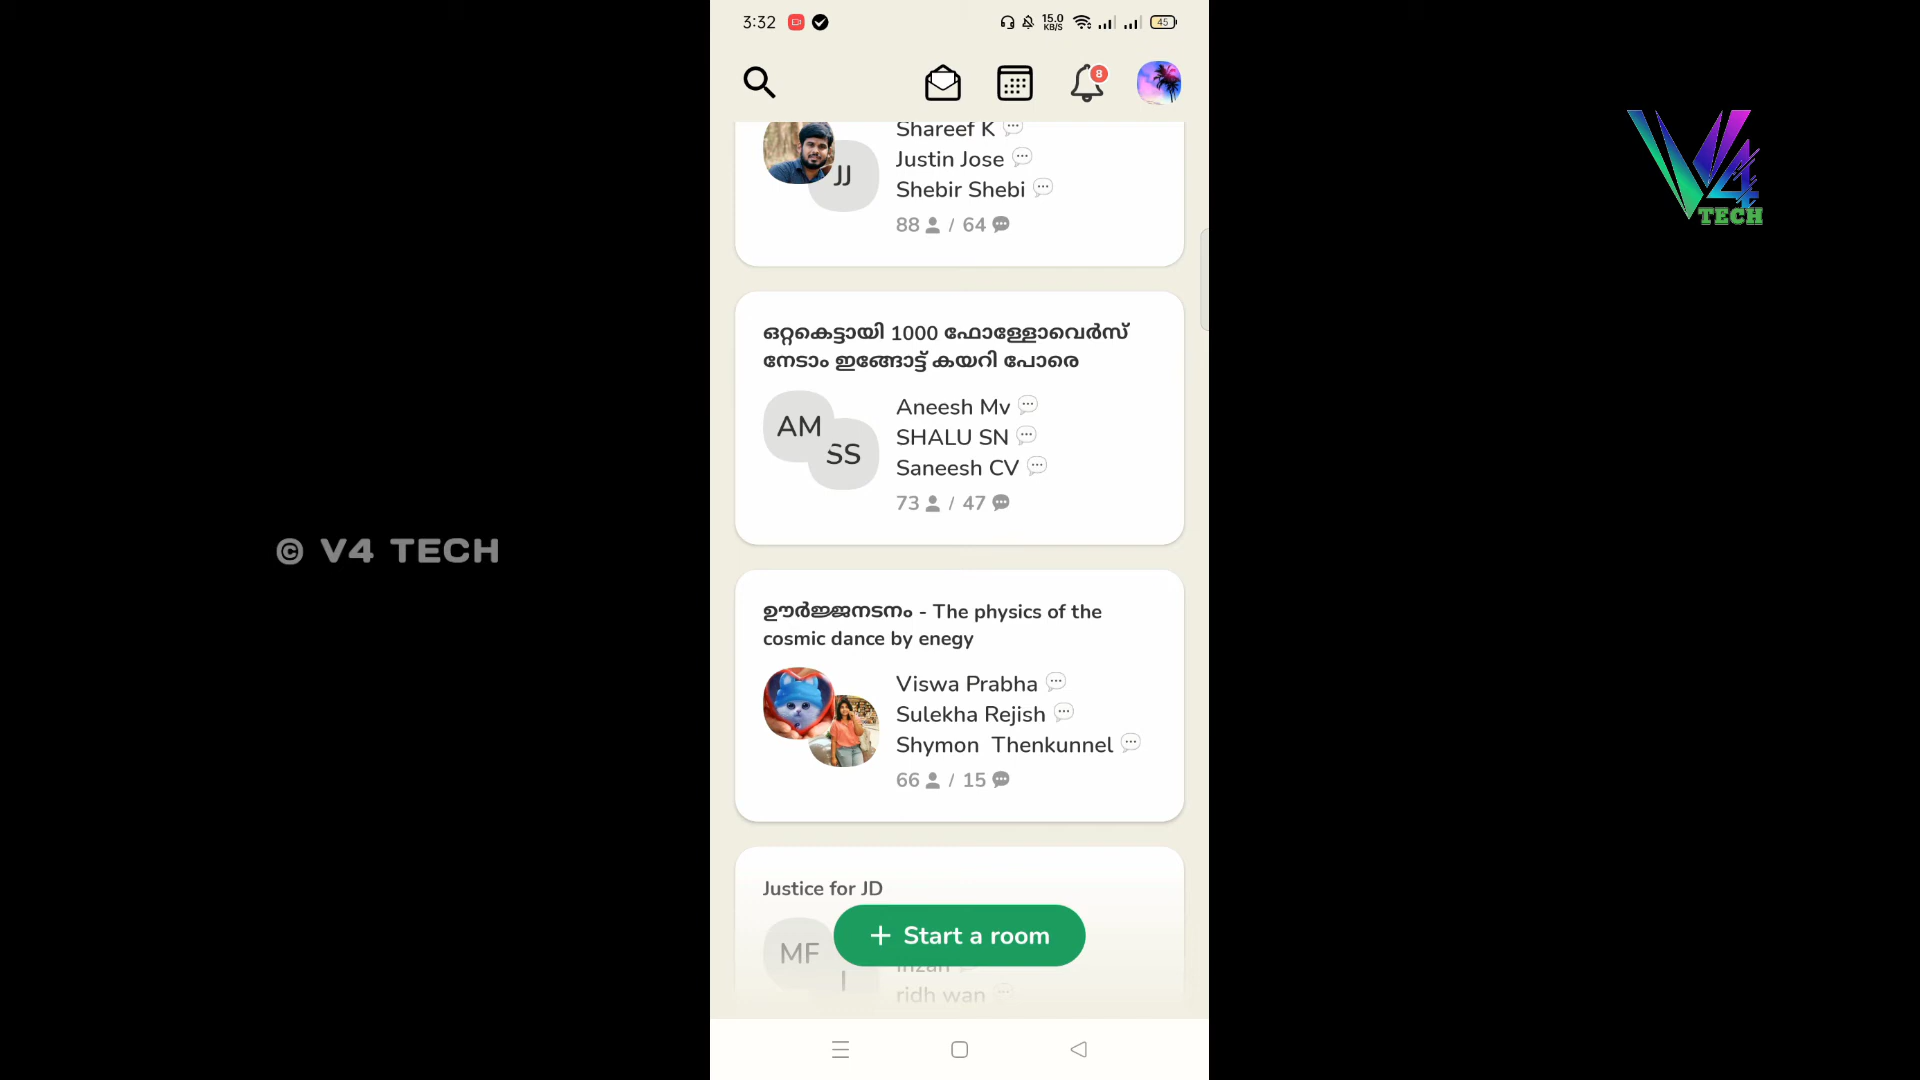 3:32
15.0
KB/S
45
8
Shareef K
JJ
Justin Jose
Shebir Shebi
88 / 64
ഒറ്റകെട്ടായി 1000 ഫോള്ളോവെർസ്
നേടാം ഇങ്ങോട്ട് കയറി പോരെ
AM
SS
Aneesh Mv
SHALU SN
Saneesh CV
73 / 47
ഊർജ്ജനടനം - The physics of the
cosmic dance by enegy
Viswa Prabha
Sulekha Rejish
Shymon Thenkunnel
66 / 15
Justice for JD
MF
I
+ Start a room
ridh wan
© V4 TECH
V4
TECH